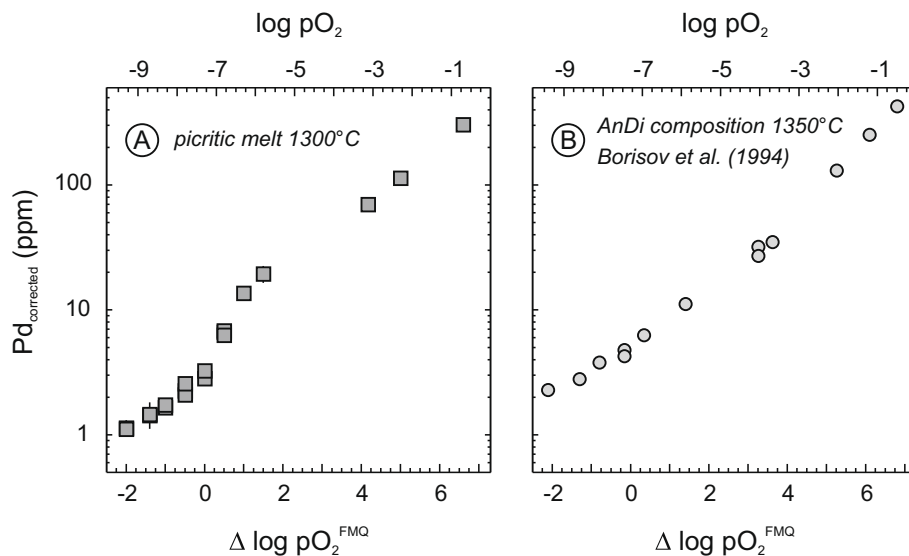 log pO2
log pO2
-9 -7 -5 -3 -1
-9 -7 -5 -3 -1
A picritic melt 1300°C
B AnDi composition 1350°C
Borisov et al. (1994)
Pdcorrected (ppm)
100
10
1
-2 0 2 4 6
-2 0 2 4 6
Δ log pO2FMQ
Δ log pO2FMQ